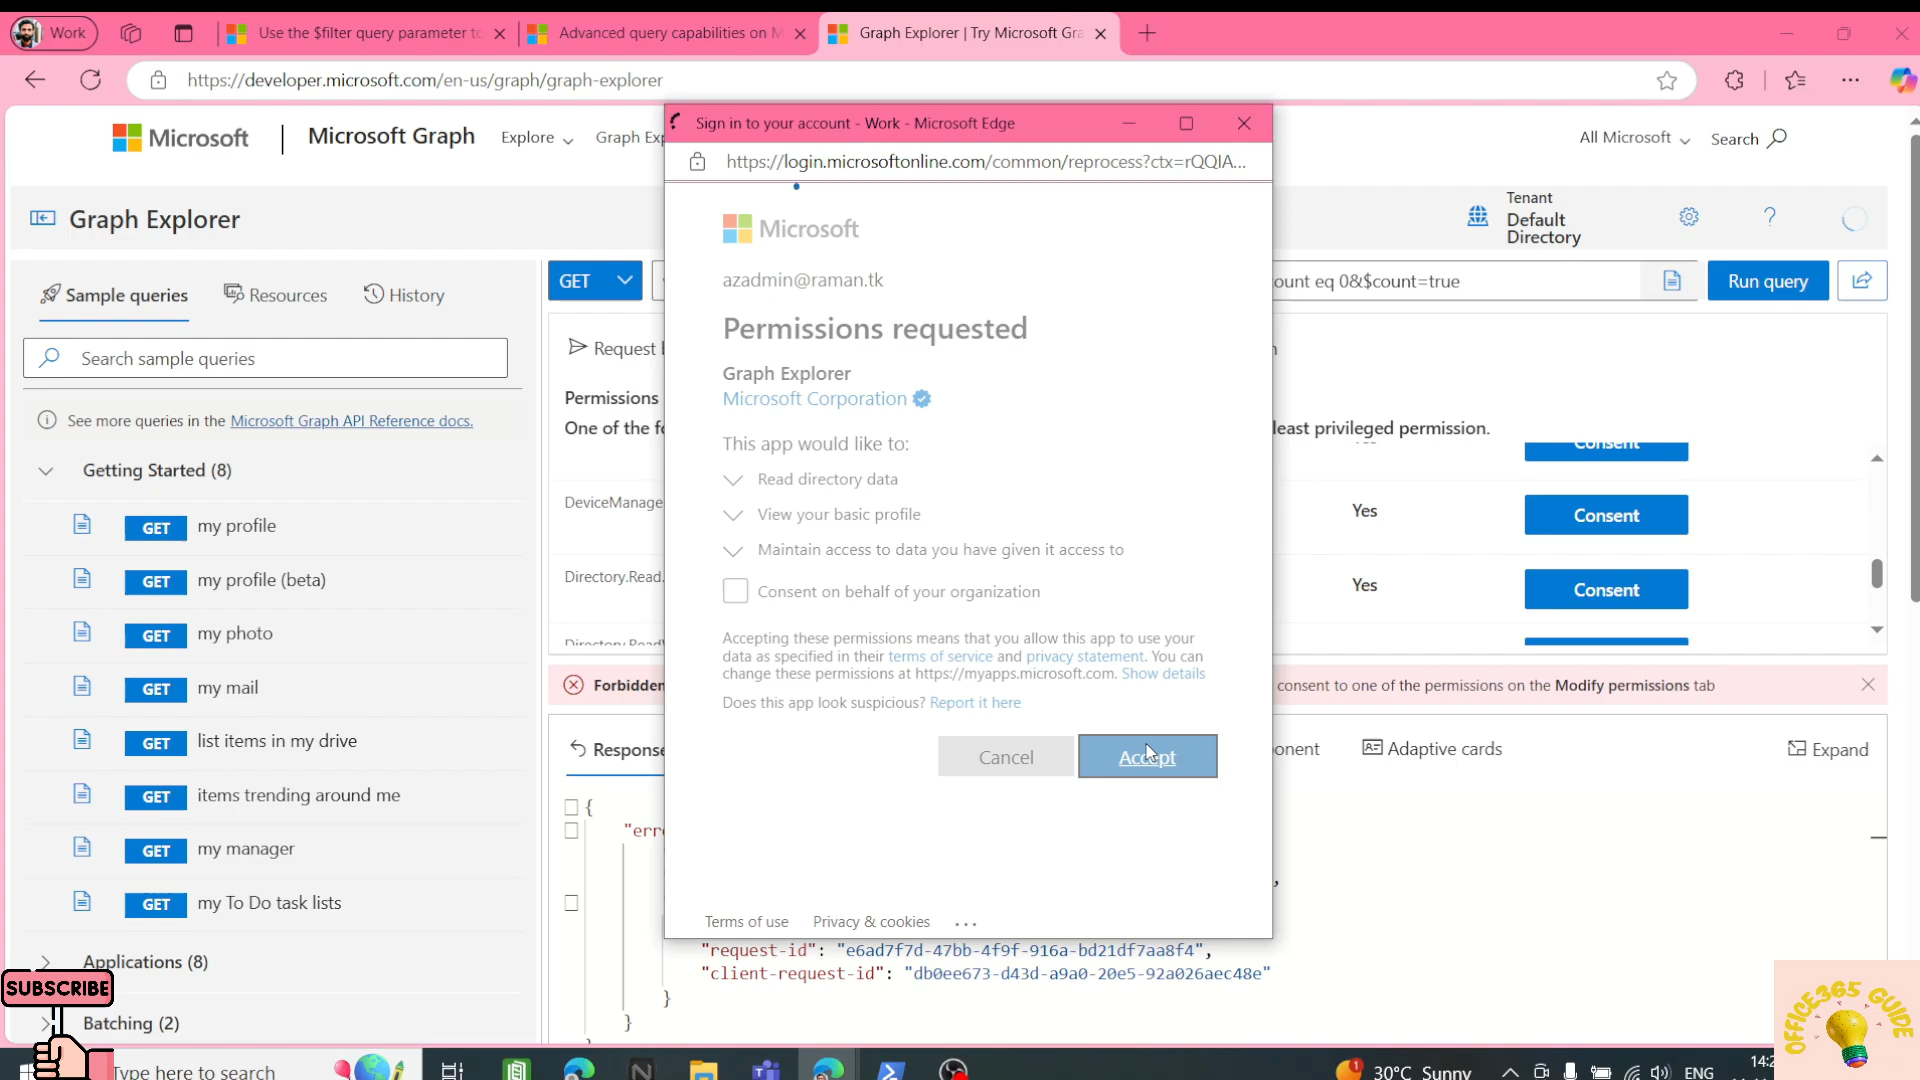 Work
Use the $filter query parameter to
Advanced query capabilities on M
Graph Explorer | Try Microsoft Gra
https://developer.microsoft.com/en-us/graph/graph-explorer
Microsoft
Microsoft Graph
Explore
Graph Exp
All Microsoft
Search
Sign in to your account - Work - Microsoft Edge
https://login.microsoftonline.com/common/reprocess?ctx=rQQIA...
Graph Explorer
Tenant
Default
Directory
Sample queries
Resources
History
Search sample queries
See more queries in the Microsoft Graph API Reference docs.
Getting Started (8)
GET my profile
GET my profile (beta)
GET my photo
GET my mail
GET list items in my drive
GET items trending around me
GET my manager
GET my To Do task lists
Applications (8)
Batching (2)
GET
ount eq 0&$count=true
Run query
Request b
Permissions
One of the fo
least privileged permission.
Consent
DeviceManage
Yes
Consent
Directory.Read.
Yes
Consent
Directory.ReadW
Forbidden
consent to one of the permissions on the Modify permissions tab
Response
onent
Adaptive cards
Expand
{
"erro
,
"request-id": "e6ad7f7d-47bb-4f9f-916a-bd21df7aa8f4",
"client-request-id": "db0ee673-d43d-a9a0-20e5-92a026aec48e"
}
}
Microsoft
azadmin@raman.tk
Permissions requested
Graph Explorer
Microsoft Corporation
This app would like to:
Read directory data
View your basic profile
Maintain access to data you have given it access to
Consent on behalf of your organization
Accepting these permissions means that you allow this app to use your
data as specified in their terms of service and privacy statement. You can
change these permissions at https://myapps.microsoft.com. Show details
Does this app look suspicious? Report it here
Cancel
Accept
Terms of use
Privacy & cookies
...
SUBSCRIBE
OFFICE365 GUIDE
Type here to search
30°C Sunny
ENG
14:2